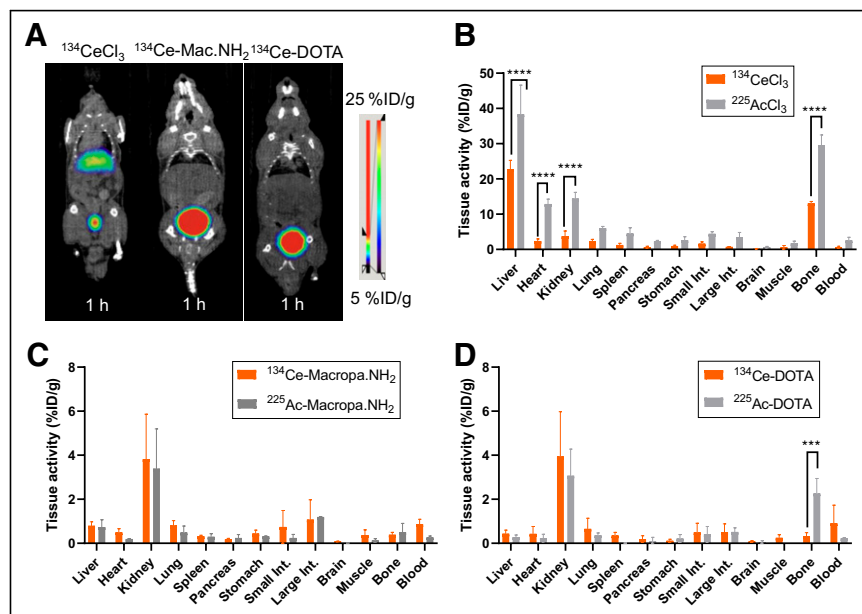 A
¹³⁴CeCl₃ ¹³⁴Ce-Mac.NH₂ ¹³⁴Ce-DOTA
25 %ID/g
5 %ID/g
1 h 1 h 1 h
B
¹³⁴CeCl₃
²²⁵AcCl₃
Tissue activity (%ID/g)
50
40
30
20
10
0
**** **** **** ****
Liver Heart Kidney Lung Spleen Pancreas Stomach Small Int. Large Int. Brain Muscle Bone Blood
C
¹³⁴Ce-Macropa.NH₂
²²⁵Ac-Macropa.NH₂
Tissue activity (%ID/g)
8
6
4
2
0
Liver Heart Kidney Lung Spleen Pancreas Stomach Small Int. Large Int. Brain Muscle Bone Blood
D
¹³⁴Ce-DOTA
²²⁵Ac-DOTA
Tissue activity (%ID/g)
8
6
4
2
0
***
Liver Heart Kidney Lung Spleen Pancreas Stomach Small Int. Large Int. Brain Muscle Bone Blood